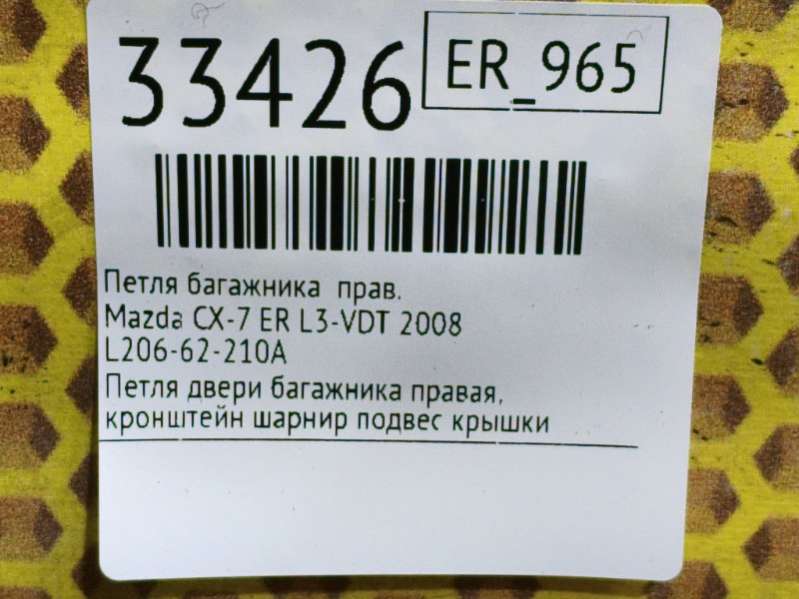 33426
ER_965
Петля багажника прав.
Mazda CX-7 ER L3-VDT 2008
L206-62-210A
Петля двери багажника правая,
кронштейн шарнир подвес крышки